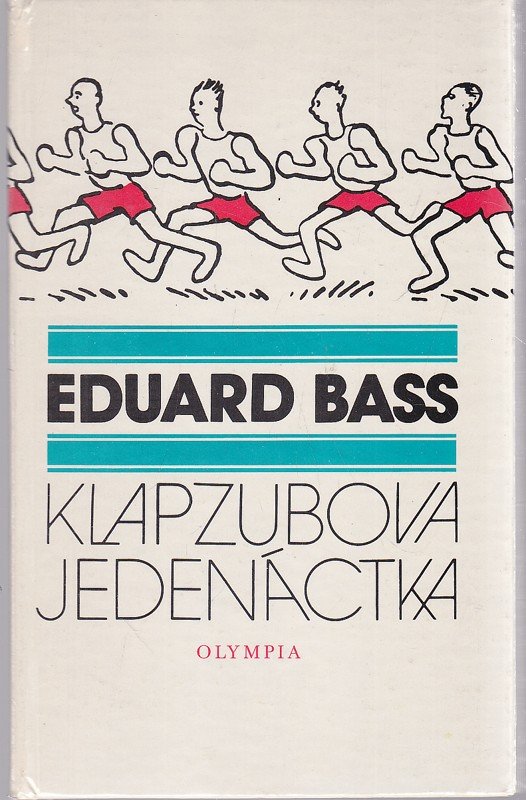 EDUARD BASS
KLAPZUBOVA
JEDENÁCTKA
OLYMPIA